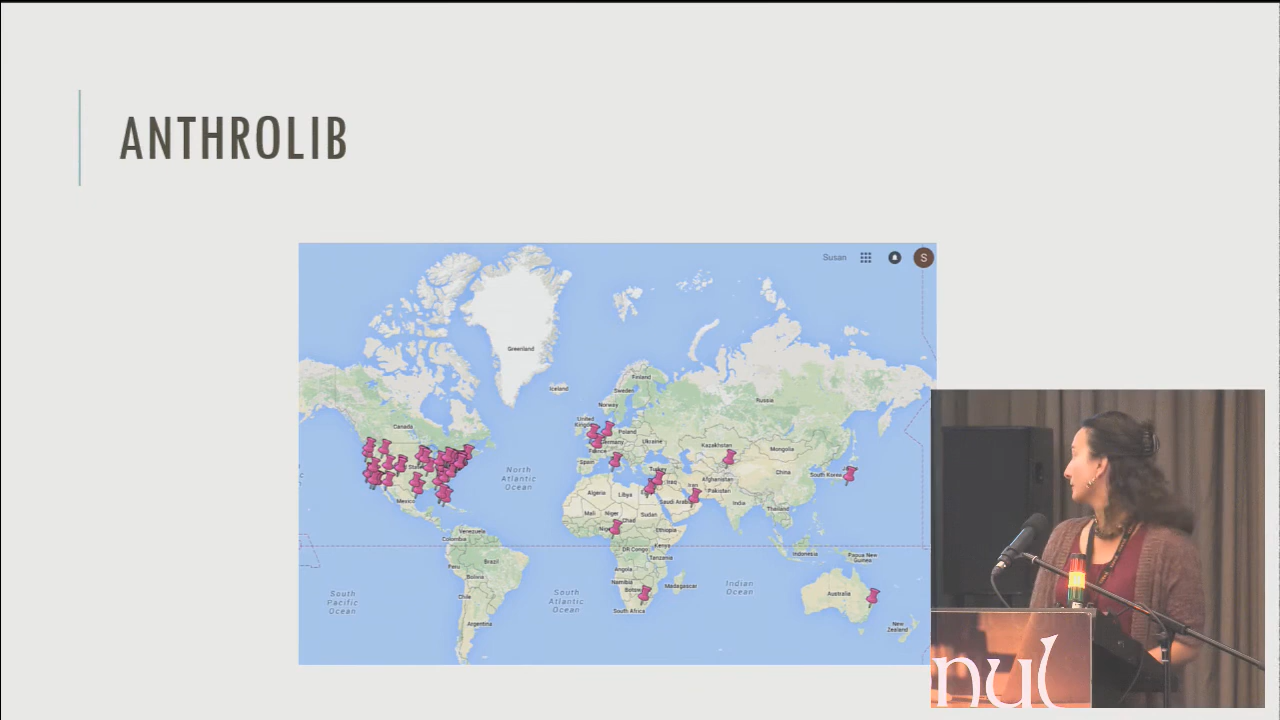 ANTHROLIB
Susan
S
Greenland
Iceland
Finland
Sweden
Norway
Russia
United
Kingdom
Poland
Germany
Ukraine
France
Spain
Kazakhstan
Mongolia
Turkey
Iraq
Iran
Afghanistan
Pakistan
China
South Korea
Canada
North
Atlantic
Ocean
Mexico
Algeria
Libya
Saudi Arabia
India
Thailand
Mali
Niger
Chad
Sudan
Ethiopia
Venezuela
Colombia
DR Congo
Kenya
Tanzania
Indonesia
Papua New
Guinea
Peru
Brazil
Bolivia
Angola
Namibia
Madagascar
Chile
South
Pacific
Ocean
South
Atlantic
Ocean
Indian
Ocean
Australia
South Africa
Argentina
New
Zealand
nul